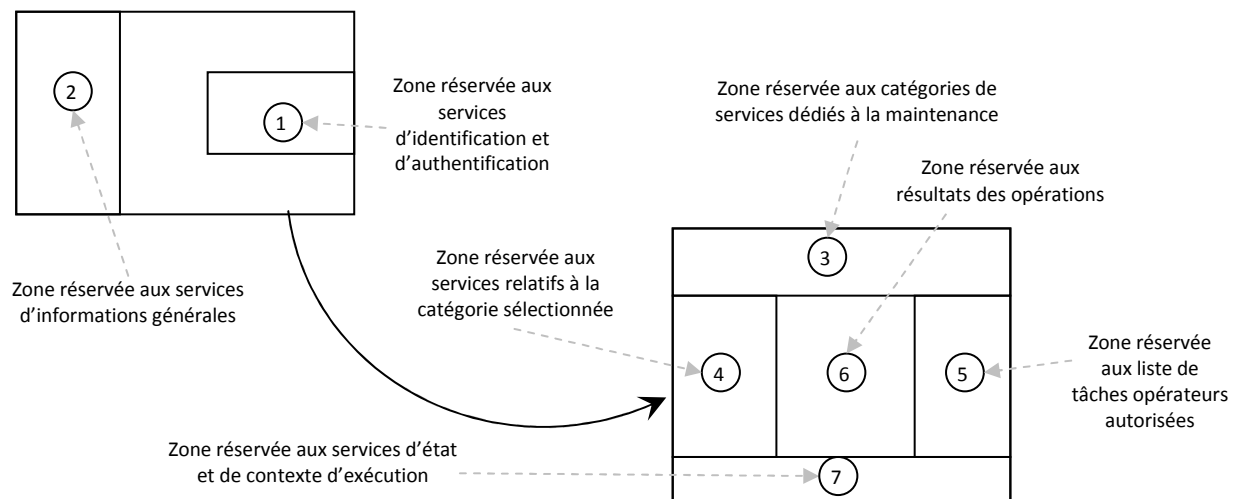 2
1
Zone réservée aux
services
d’identification et
d’authentification
Zone réservée aux services
d’informations générales
Zone réservée aux catégories de
services dédiés à la maintenance
Zone réservée aux
résultats des opérations
3
Zone réservée aux
services relatifs à la
catégorie sélectionnée
4
6
5
Zone réservée
aux liste de
tâches opérateurs
autorisées
Zone réservée aux services d’état
et de contexte d’exécution
7